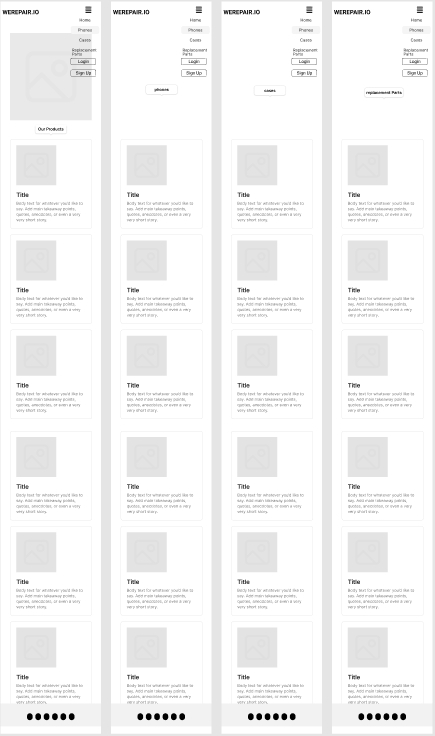 WEREPAIR.IO
Home
Phones
Cases
Replacement
Parts
Login
Sign Up
Our Products
Title
Body text for whatever you'd like to
say. Add main takeaway points,
quotes, anecdotes, or even a very
very short story.
Title
Body text for whatever you'd like to
say. Add main takeaway points,
quotes, anecdotes, or even a very
very short story.
Title
Body text for whatever you'd like to
say. Add main takeaway points,
quotes, anecdotes, or even a very
very short story.
Title
Body text for whatever you'd like to
say. Add main takeaway points,
quotes, anecdotes, or even a very
very short story.
Title
Body text for whatever you'd like to
say. Add main takeaway points,
quotes, anecdotes, or even a very
very short story.
Title
Body text for whatever you'd like to
say. Add main takeaway points,
quotes, anecdotes, or even a very
very short story.
WEREPAIR.IO
Home
Phones
Cases
Replacement
Parts
Login
Sign Up
phones
Title
Body text for whatever you'd like to
say. Add main takeaway points,
quotes, anecdotes, or even a very
very short story.
Title
Body text for whatever you'd like to
say. Add main takeaway points,
quotes, anecdotes, or even a very
very short story.
Title
Body text for whatever you'd like to
say. Add main takeaway points,
quotes, anecdotes, or even a very
very short story.
Title
Body text for whatever you'd like to
say. Add main takeaway points,
quotes, anecdotes, or even a very
very short story.
Title
Body text for whatever you'd like to
say. Add main takeaway points,
quotes, anecdotes, or even a very
very short story.
Title
Body text for whatever you'd like to
say. Add main takeaway points,
quotes, anecdotes, or even a very
very short story.
WEREPAIR.IO
Home
Phones
Cases
Replacement
Parts
Login
Sign Up
cases
Title
Body text for whatever you'd like to
say. Add main takeaway points,
quotes, anecdotes, or even a very
very short story.
Title
Body text for whatever you'd like to
say. Add main takeaway points,
quotes, anecdotes, or even a very
very short story.
Title
Body text for whatever you'd like to
say. Add main takeaway points,
quotes, anecdotes, or even a very
very short story.
Title
Body text for whatever you'd like to
say. Add main takeaway points,
quotes, anecdotes, or even a very
very short story.
Title
Body text for whatever you'd like to
say. Add main takeaway points,
quotes, anecdotes, or even a very
very short story.
Title
Body text for whatever you'd like to
say. Add main takeaway points,
quotes, anecdotes, or even a very
very short story.
WEREPAIR.IO
Home
Phones
Cases
Replacement
Parts
Login
Sign Up
replacement Parts
Title
Body text for whatever you'd like to
say. Add main takeaway points,
quotes, anecdotes, or even a very
very short story.
Title
Body text for whatever you'd like to
say. Add main takeaway points,
quotes, anecdotes, or even a very
very short story.
Title
Body text for whatever you'd like to
say. Add main takeaway points,
quotes, anecdotes, or even a very
very short story.
Title
Body text for whatever you'd like to
say. Add main takeaway points,
quotes, anecdotes, or even a very
very short story.
Title
Body text for whatever you'd like to
say. Add main takeaway points,
quotes, anecdotes, or even a very
very short story.
Title
Body text for whatever you'd like to
say. Add main takeaway points,
quotes, anecdotes, or even a very
very short story.